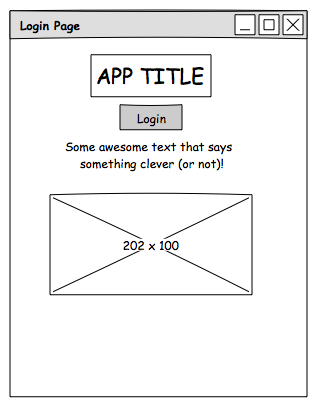 Login Page
APP TITLE
Login
Some awesome text that says
something clever (or not)!
202 x 100